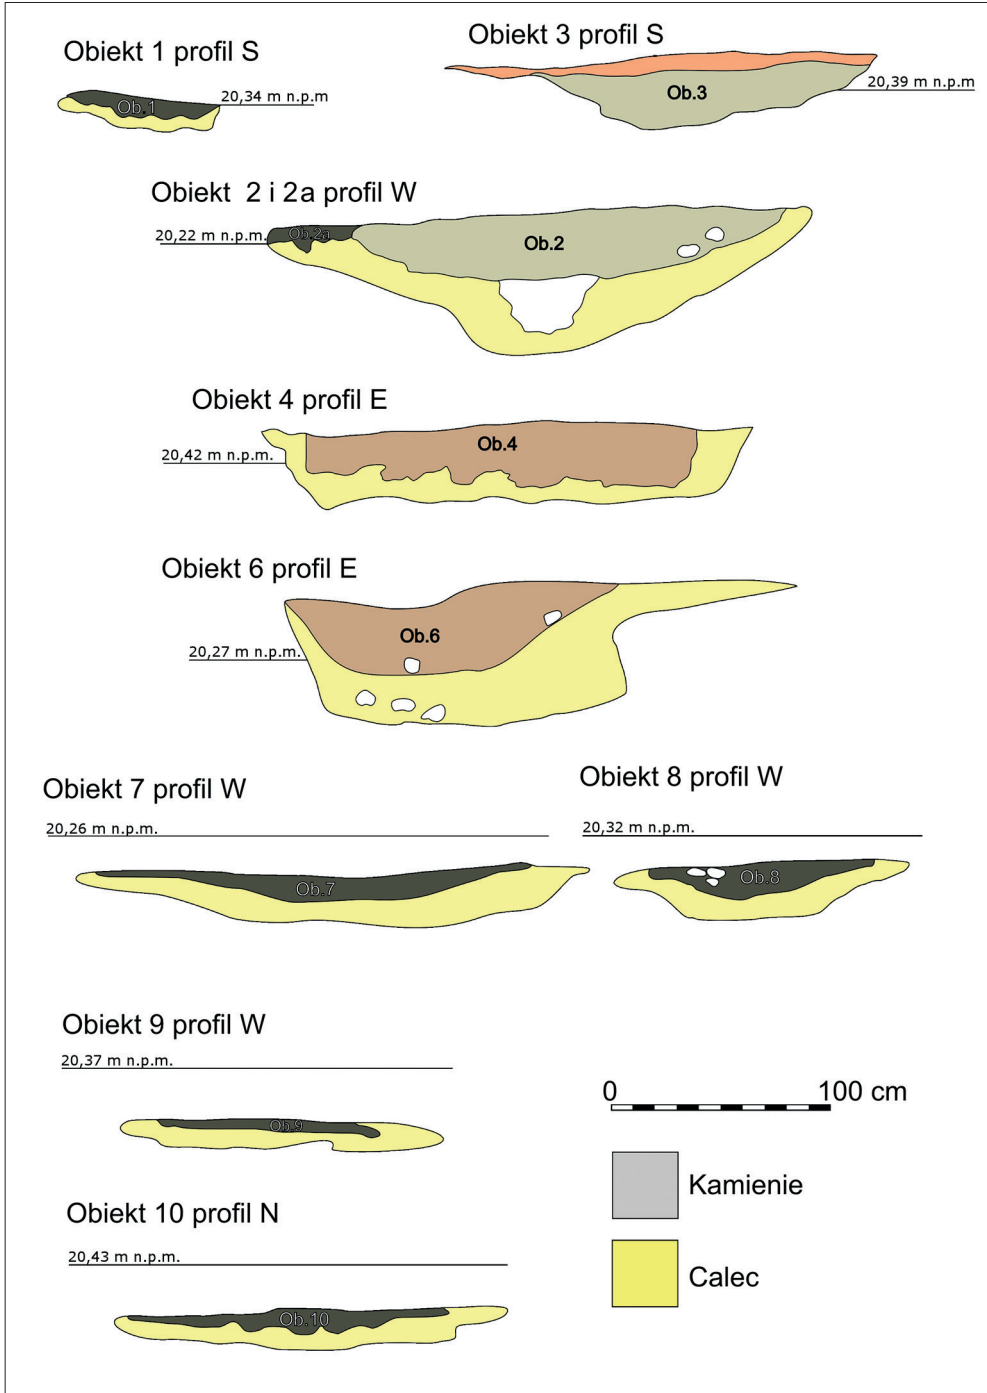 Obiekt 1 profil S
Obiekt 3 profil S
Ob.1
20,34 m n.p.m
Ob.3
20,39 m n.p.m
Obiekt 2 i 2a profil W
Ob.2a
20,22 m n.p.m.
Ob.2
Obiekt 4 profil E
Ob.4
20,42 m n.p.m.
Obiekt 6 profil E
Ob.6
20,27 m n.p.m.
Obiekt 7 profil W
20,26 m n.p.m.
Ob.7
Obiekt 8 profil W
20,32 m n.p.m.
Ob.8
Obiekt 9 profil W
20,37 m n.p.m.
Ob.9
Obiekt 10 profil N
20,43 m n.p.m.
Ob.10
0 100 cm
Kamienie
Calec